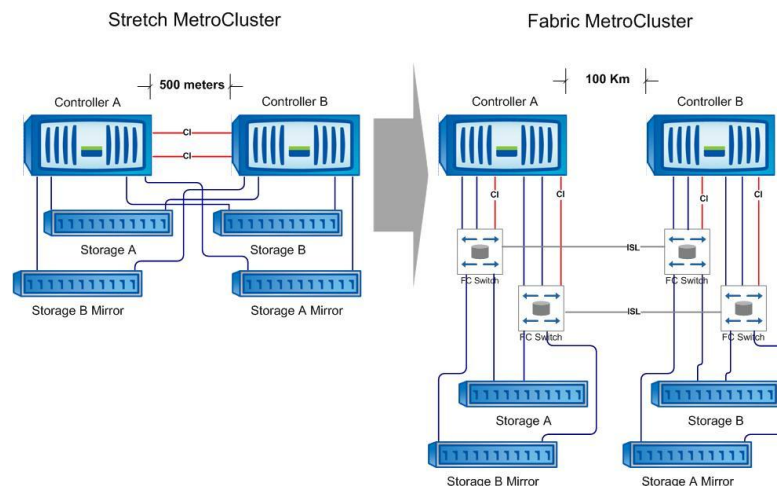 Stretch MetroCluster
Fabric MetroCluster
500 meters
100 Km
Controller A
Controller B
Controller A
Controller B
CI
CI
CI
CI
CI
CI
Storage A
Storage B
Storage B Mirror
Storage A Mirror
ISL
FC Switch
FC Switch
ISL
FC Switch
FC Switch
Storage A
Storage B
Storage B Mirror
Storage A Mirror